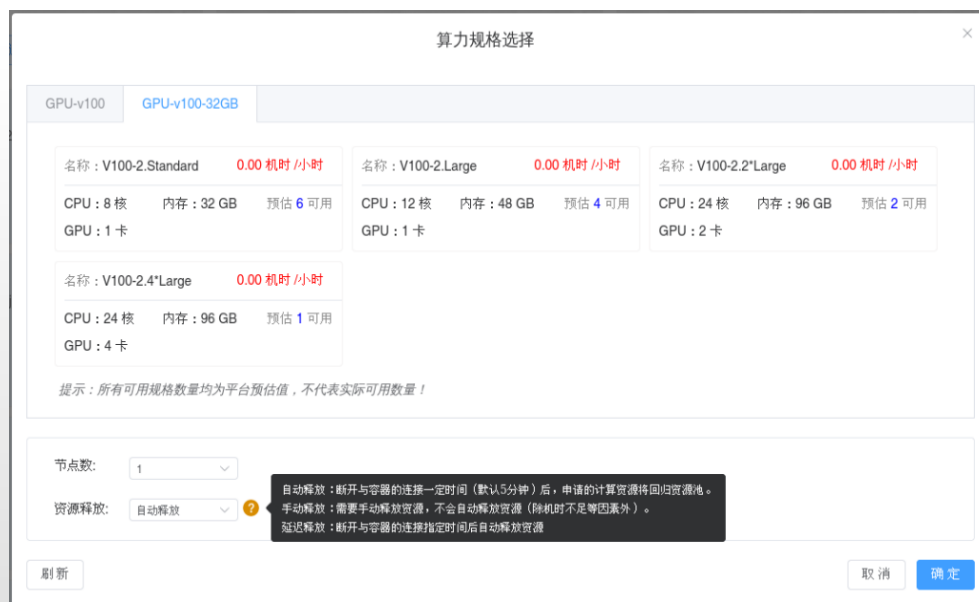 算力规格选择
GPU-v100 GPU-v100-32GB
名称：V100-2.Standard 0.00 机时 /小时 名称：V100-2.Large 0.00 机时 /小时 名称：V100-2.2*Large 0.00 机时 /小时
CPU：8 核 内存：32 GB 预估 6 可用 CPU：12 核 内存：48 GB 预估 4 可用 CPU：24 核 内存：96 GB 预估 2 可用
GPU：1 卡 GPU：1 卡 GPU：2 卡
名称：V100-2.4*Large 0.00 机时 /小时
CPU：24 核 内存：96 GB 预估 1 可用
GPU：4 卡
提示：所有可用规格数量均为平台预估值，不代表实际可用数量！
节点数: 1
自动释放：断开与容器的连接一定时间（默认5分钟）后，申请的计算资源将回归资源池。
资源释放: 自动释放 ? 手动释放：需要手动释放资源，不会自动释放资源（除机时不足等因素外）。
延迟释放：断开与容器的连接指定时间后自动释放资源
刷新 取消 确定